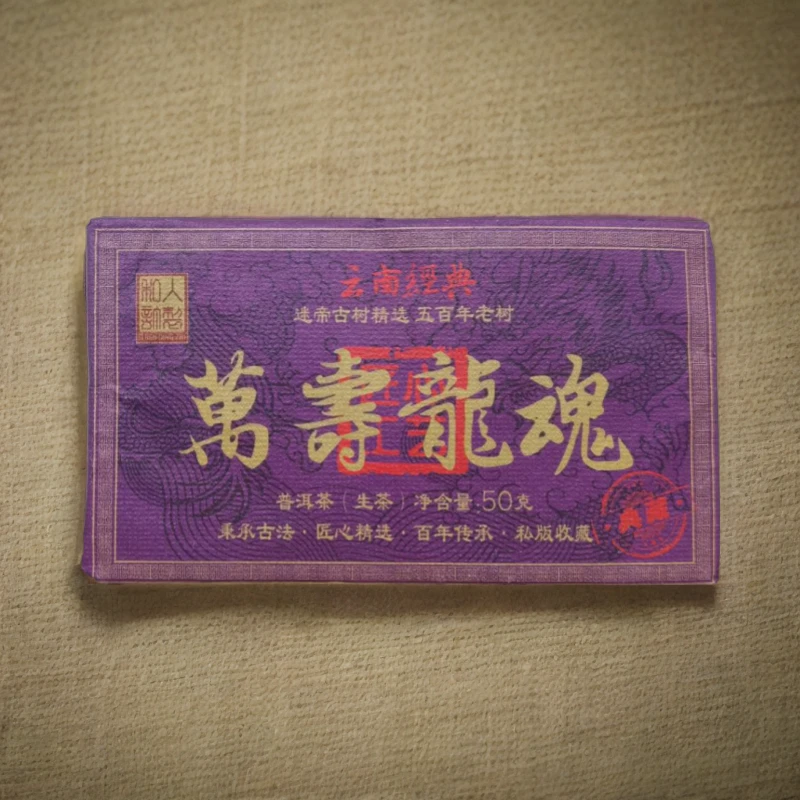 云南經典
迷帝古村精选 五百年老树
萬壽龍魂
普洱茶（生茶）净含量:50克
秉承古法·匠心精选·百年传承·私版收藏